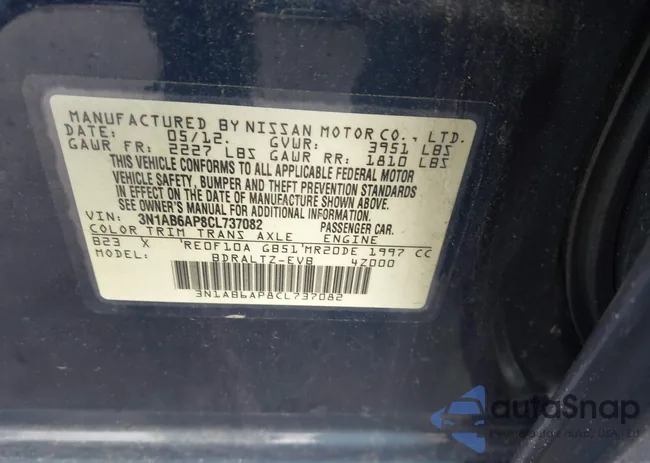 MANUFACTURED BY NISSAN MOTOR CO., LTD.
DATE: 05/12, GVWR: 3951 LBS
GAWR FR: 2227 LBS GAWR RR: 1810 LBS
THIS VEHICLE CONFORMS TO ALL APPLICABLE FEDERAL MOTOR
VEHICLE SAFETY, BUMPER AND THEFT PREVENTION STANDARDS
IN EFFECT ON THE DATE OF MANUFACTURE SHOWN ABOVE.
SEE OWNER'S MANUAL FOR ADDITIONAL INFORMATION.
VIN: 3N1AB6AP8CL737082 PASSENGER CAR.
COLOR TRIM TRANS AXLE ENGINE
B23 X RE0F10A GB51 MR20DE 1997 CC
MODEL BDRALTZ-EVB 4Z000
3N1AB6AP8CL737082
autoSnap